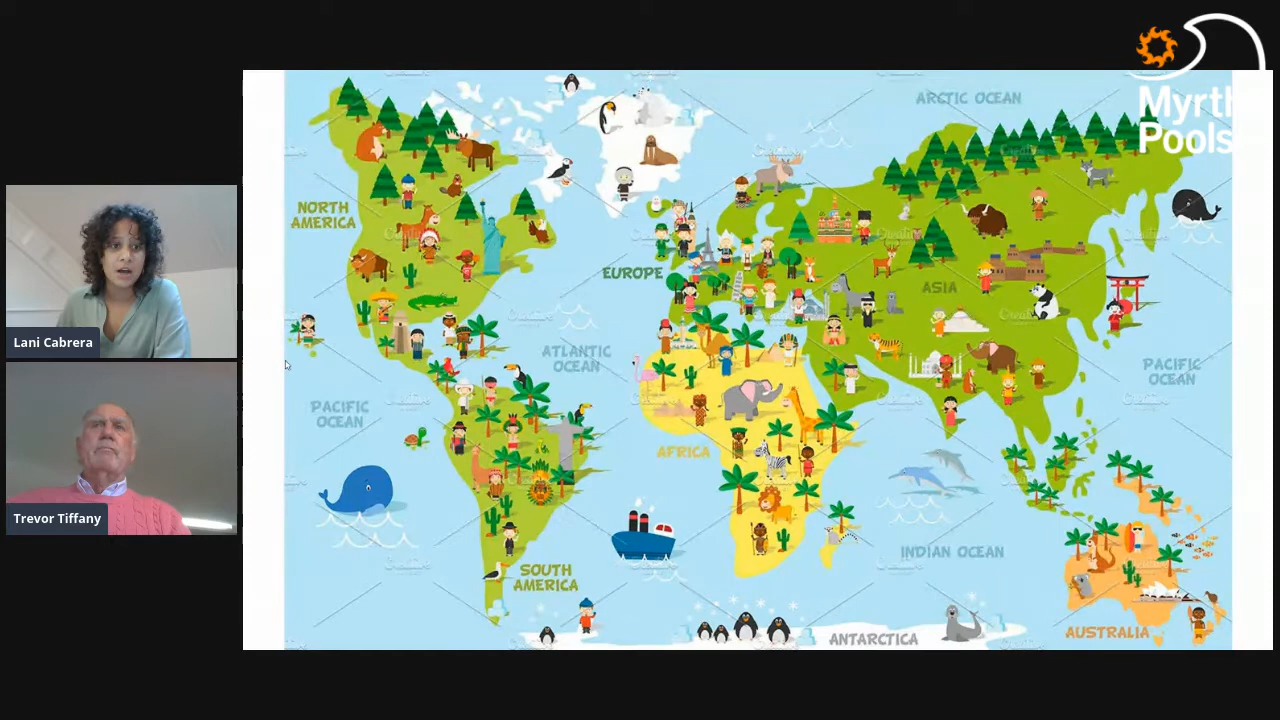 Lani Cabrera
Trevor Tiffany
Myrth
Pools
ARCTIC OCEAN
NORTH
AMERICA
EUROPE
ASIA
ATLANTIC
OCEAN
PACIFIC
OCEAN
PACIFIC
OCEAN
AFRICA
INDIAN OCEAN
SOUTH
AMERICA
AUSTRALIA
ANTARCTICA